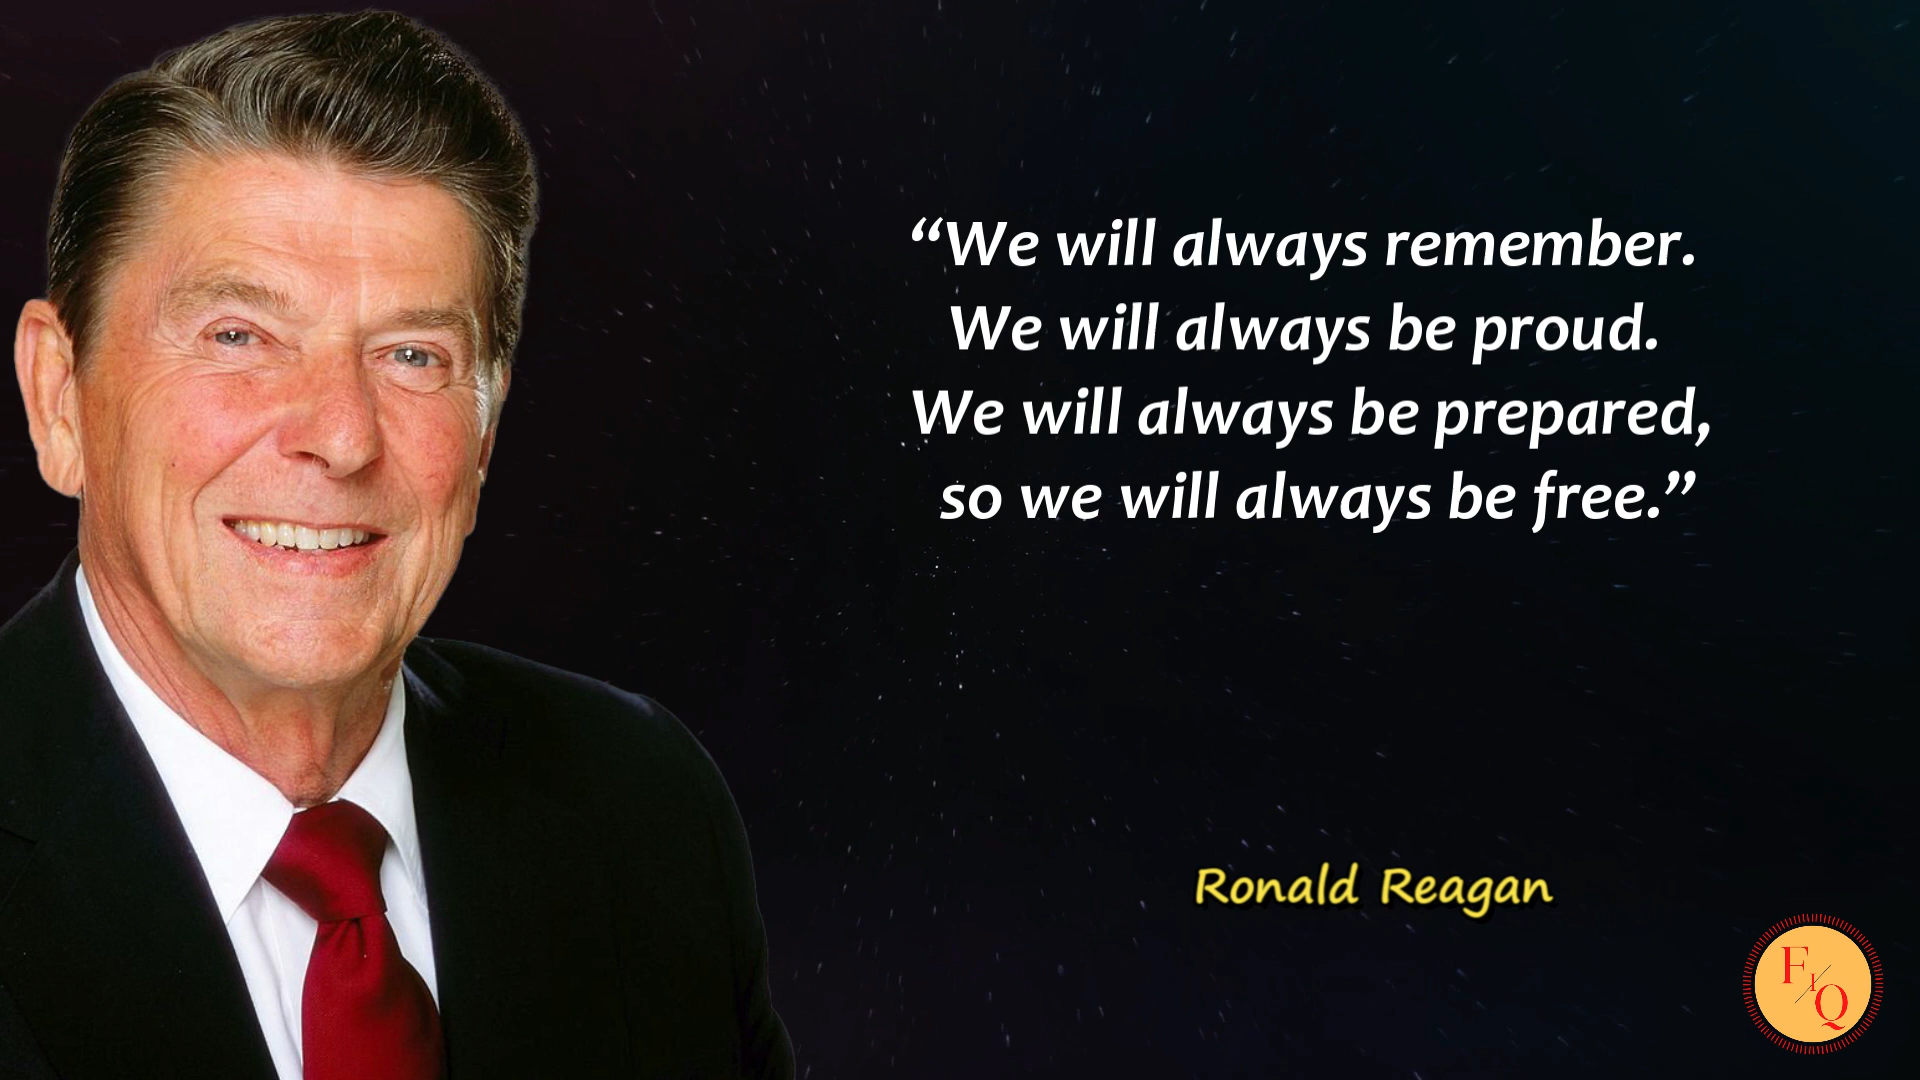 “We will always remember.
We will always be proud.
We will always be prepared,
so we will always be free.”
Ronald Reagan
F I Q